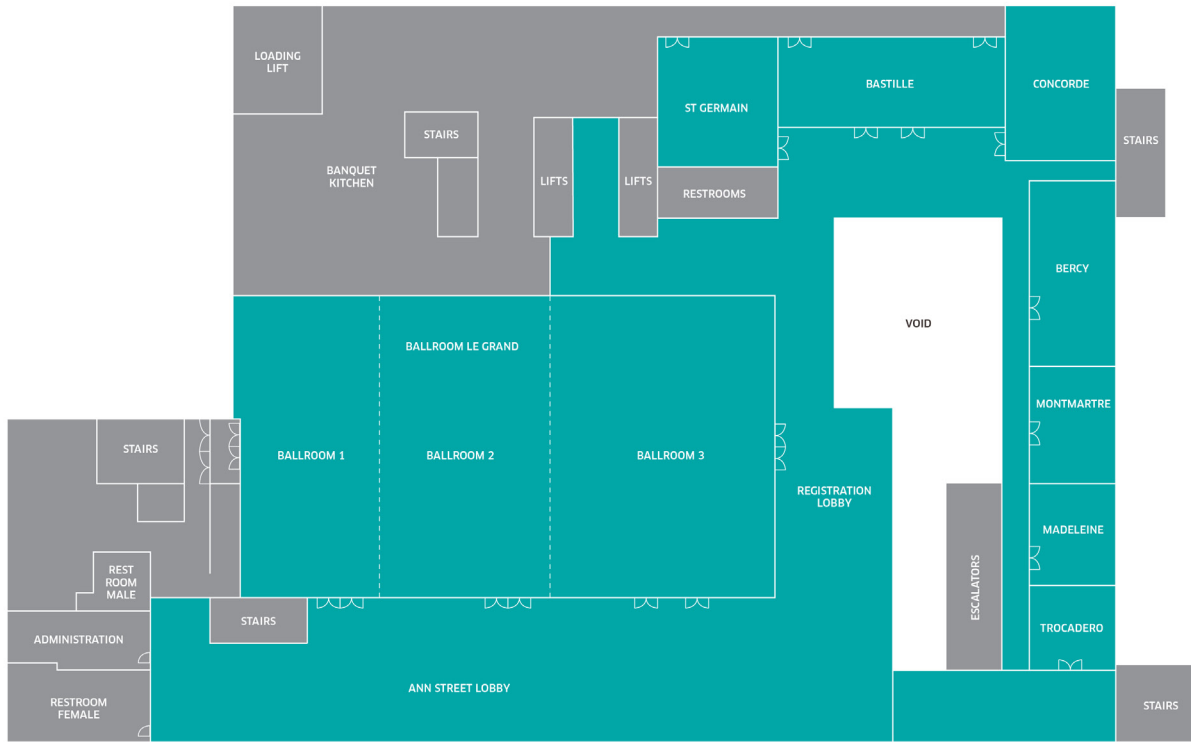 LOADING
LIFT
STAIRS
BANQUET
KITCHEN
LIFTS
LIFTS
ST GERMAIN
RESTROOMS
BASTILLE
CONCORDE
STAIRS
BERCY
VOID
MONTMARTRE
MADELEINE
TROCADERO
ESCALATORS
STAIRS
BALLROOM LE GRAND
BALLROOM 1
BALLROOM 2
BALLROOM 3
REGISTRATION
LOBBY
STAIRS
REST
ROOM
MALE
ADMINISTRATION
RESTROOM
FEMALE
STAIRS
ANN STREET LOBBY